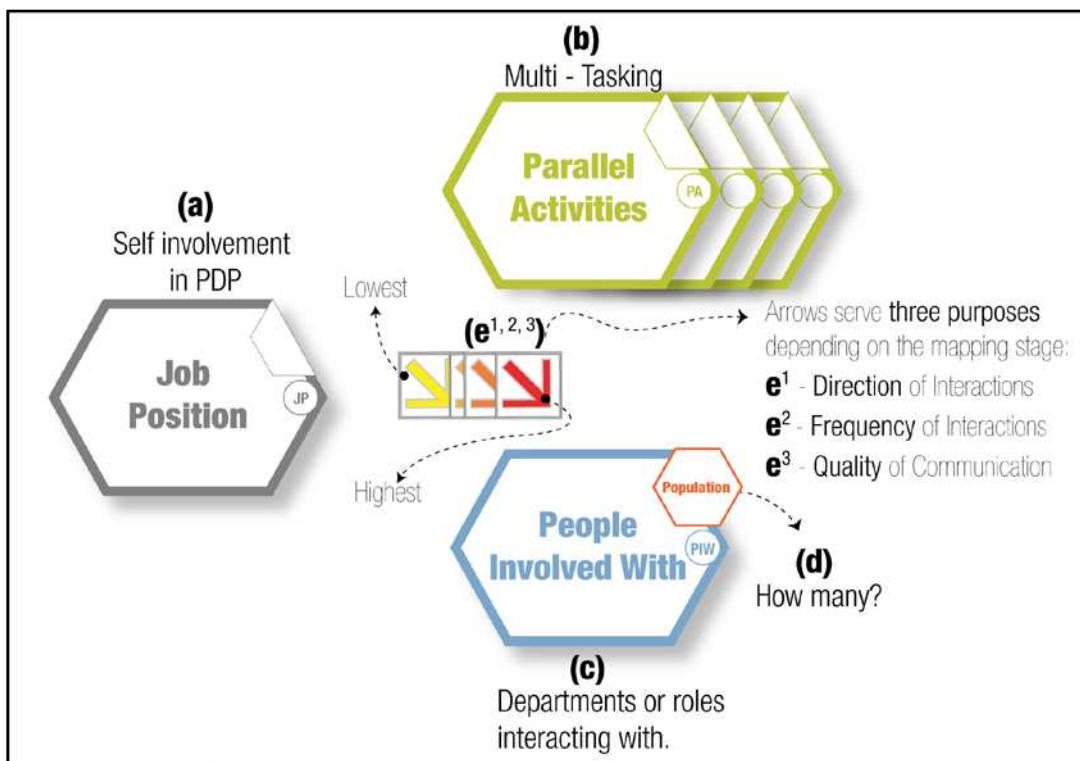 (b)
Multi - Tasking
Parallel
Activities
PA
(a)
Self involvement
in PDP
Job
Position
JP
Lowest
(e1, 2, 3)
Highest
Arrows serve three purposes
depending on the mapping stage:
e1 - Direction of Interactions
e2 - Frequency of Interactions
e3 - Quality of Communication
Population
People
Involved With
PIW
(d)
How many?
(c)
Departments or roles
interacting with.